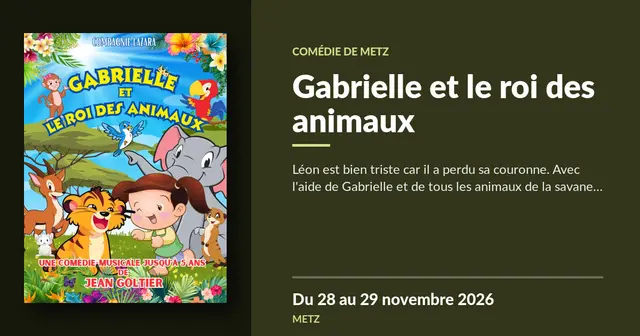 COMPAGNIE LAZARA
GABRIELLE
ET
LE ROI DES ANIMAUX
UNE COMÉDIE MUSICALE JUSQU'A 5 ANS
DE
JEAN GOLTIER
COMÉDIE DE METZ
Gabrielle et le roi des
animaux
Léon est bien triste car il a perdu sa couronne. Avec
l'aide de Gabrielle et de tous les animaux de la savane...
Du 28 au 29 novembre 2026
METZ